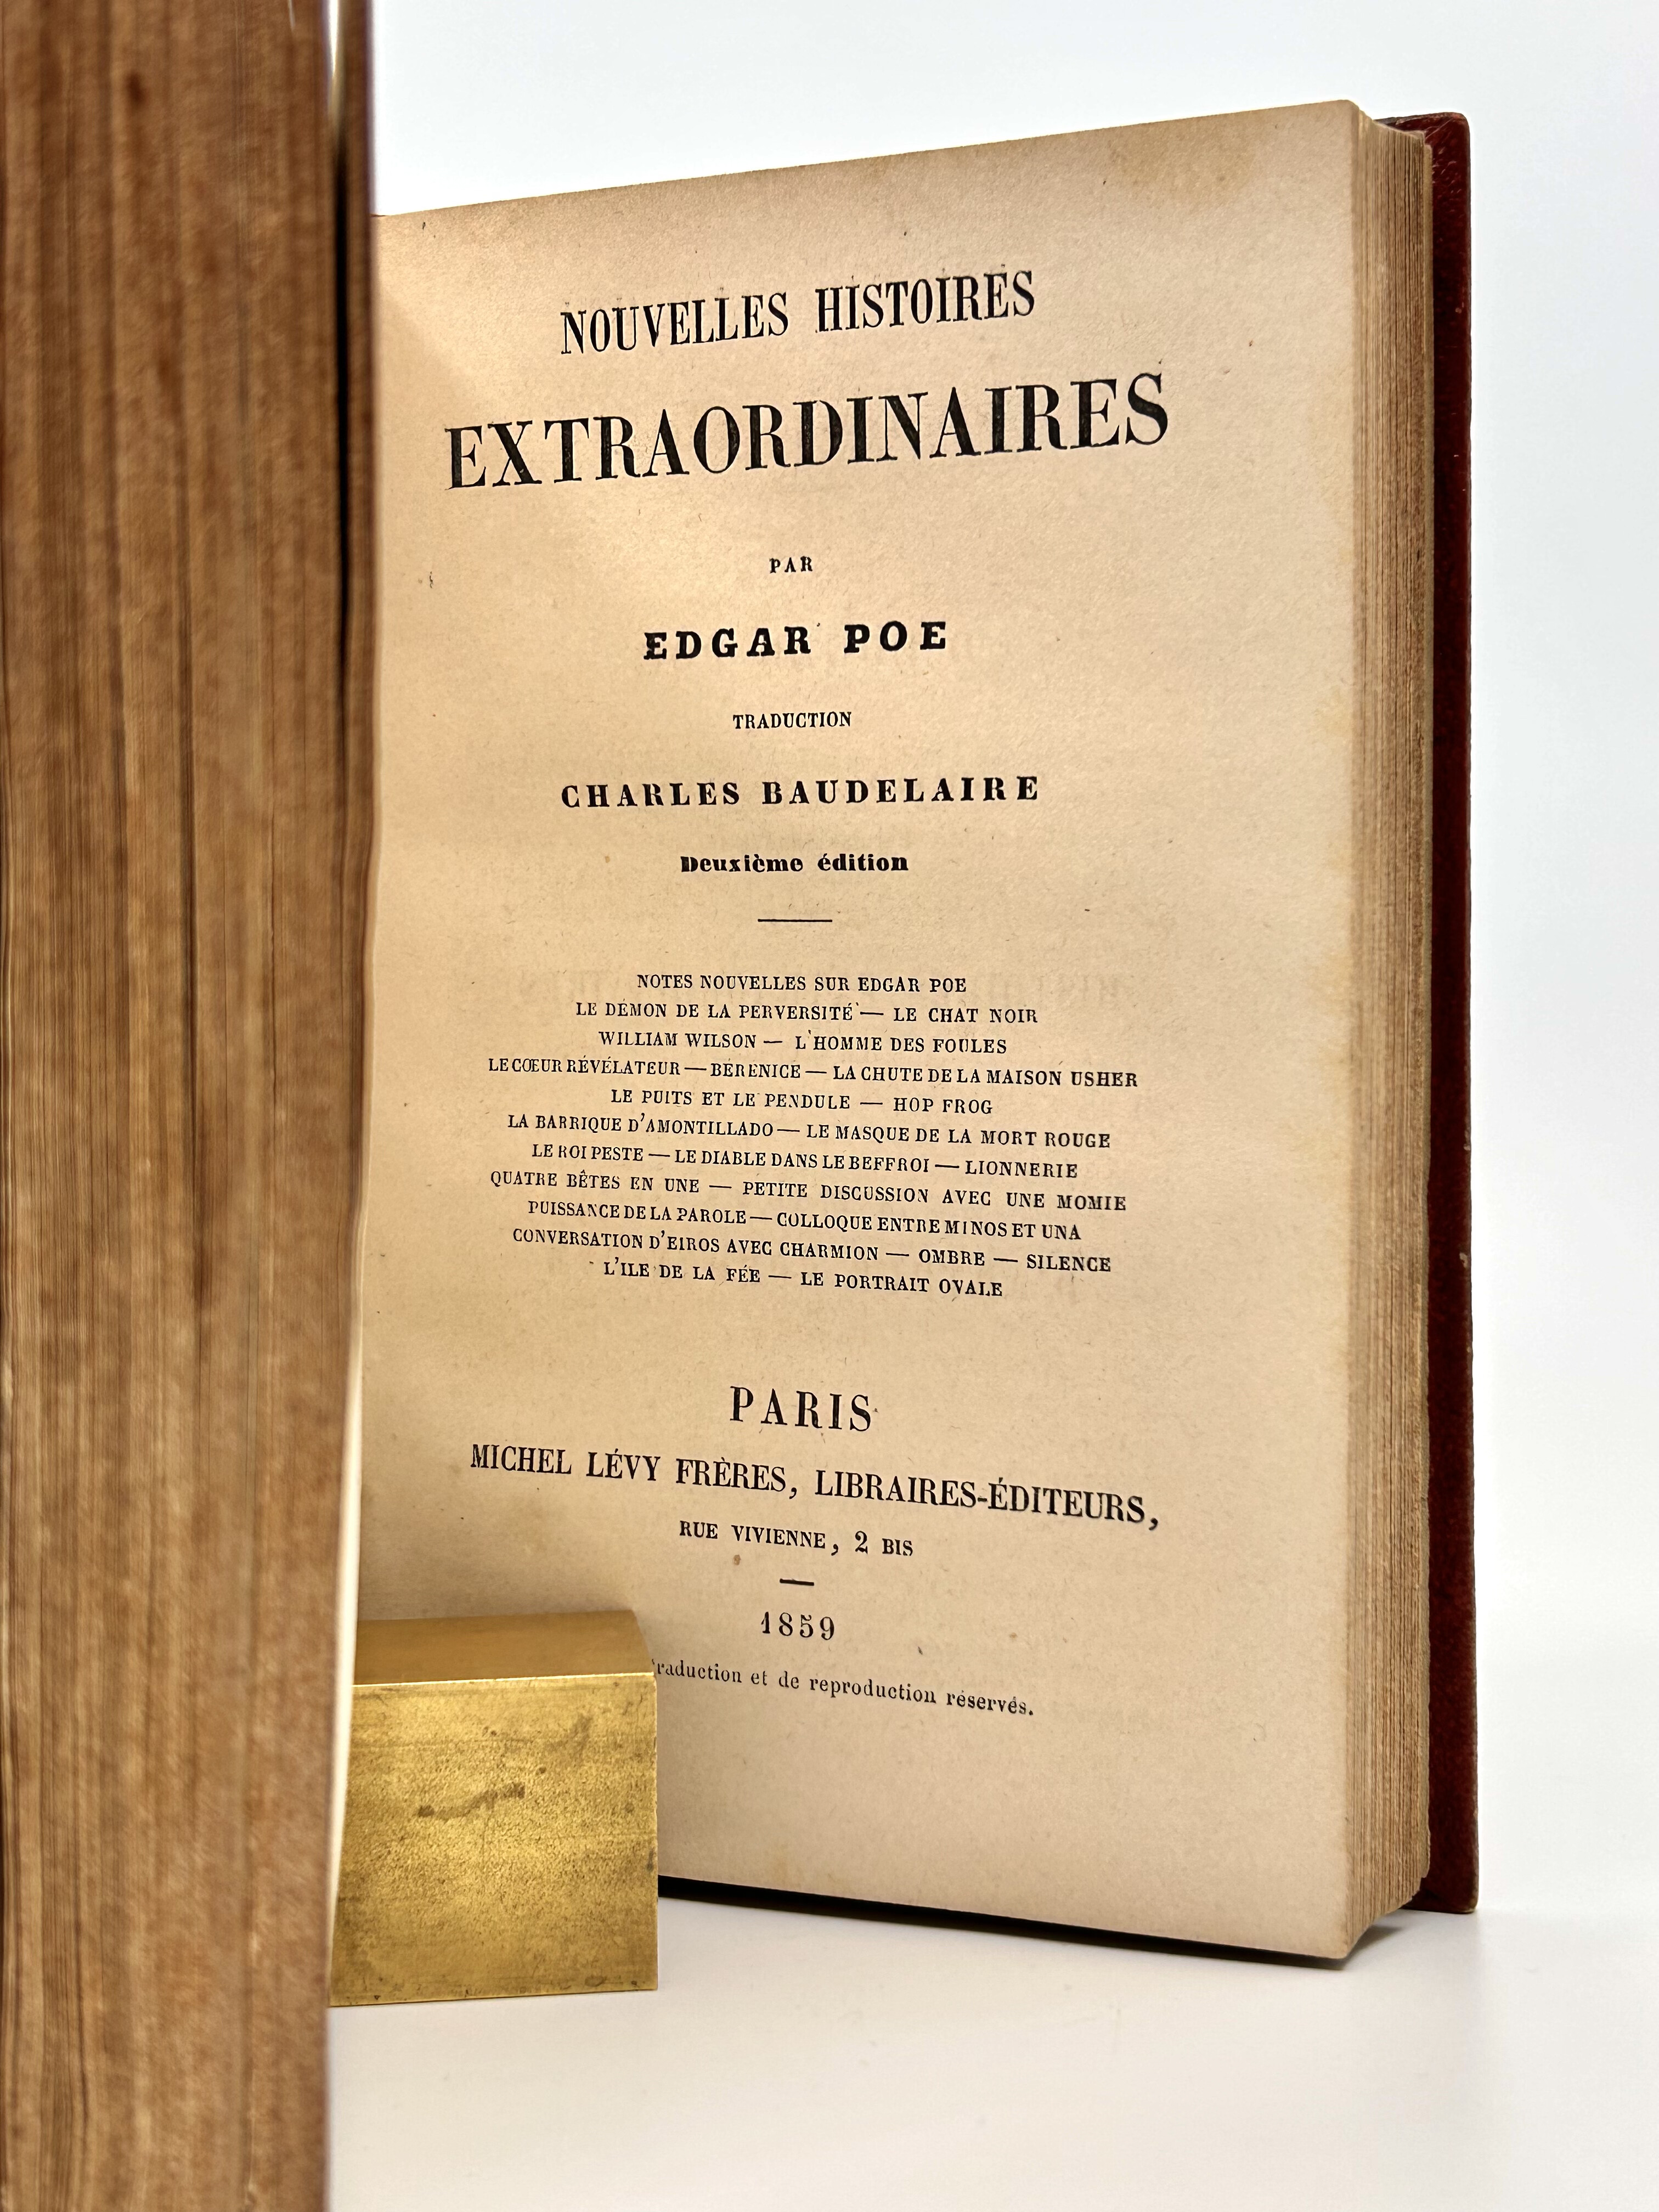 NOUVELLES HISTOIRES
EXTRAORDINAIRES
PAR
EDGAR POE
TRADUCTION
CHARLES BAUDELAIRE
Deuxième édition
NOTES NOUVELLES SUR EDGAR POE
LE DÉMON DE LA PERVERSITÉ — LE CHAT NOIR
WILLIAM WILSON — L'HOMME DES FOULES
LE CŒUR RÉVÉLATEUR — BÉRÉNICE — LA CHUTE DE LA MAISON USHER
LE PUITS ET LE PENDULE — HOP FROG
LA BARRIQUE D'AMONTILLADO — LE MASQUE DE LA MORT ROUGE
LE ROI PESTE — LE DIABLE DANS LE BEFFROI — LIONNERIE
QUATRE BÊTES EN UNE — PETITE DISCUSSION AVEC UNE MOMIE
PUISSANCE DE LA PAROLE — COLLOQUE ENTRE MINOS ET UNA
CONVERSATION D'EIROS AVEC CHARMION — OMBRE — SILENCE
L'ILE DE LA FÉE — LE PORTRAIT OVALE
PARIS
MICHEL LÉVY FRÈRES, LIBRAIRES-ÉDITEURS,
RUE VIVIENNE, 2 BIS
1859
raduction et de reproduction réservés.